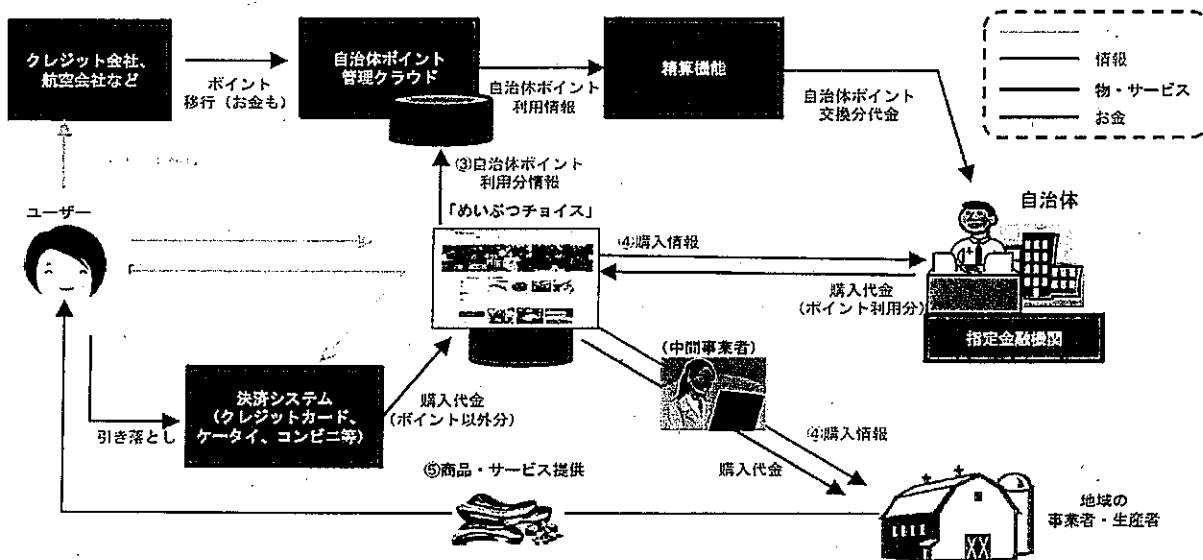 クレジット会社、
航空会社など
ポイント
移行（お金も）
自治体ポイント
管理クラウド
自治体ポイント
利用情報
精算機能
自治体ポイント
交換分代金
情報
物・サービス
お金
③自治体ポイント
利用分情報
ユーザー
「めいぶつチョイス」
自治体
④購入情報
購入代金
（ポイント利用分）
指定金融機関
（中間事業者）
決済システム
（クレジットカード、
ケータイ、コンビニ等）
引き落とし
購入代金
（ポイント以外分）
④購入情報
購入代金
⑤商品・サービス提供
地域の
事業者・生産者